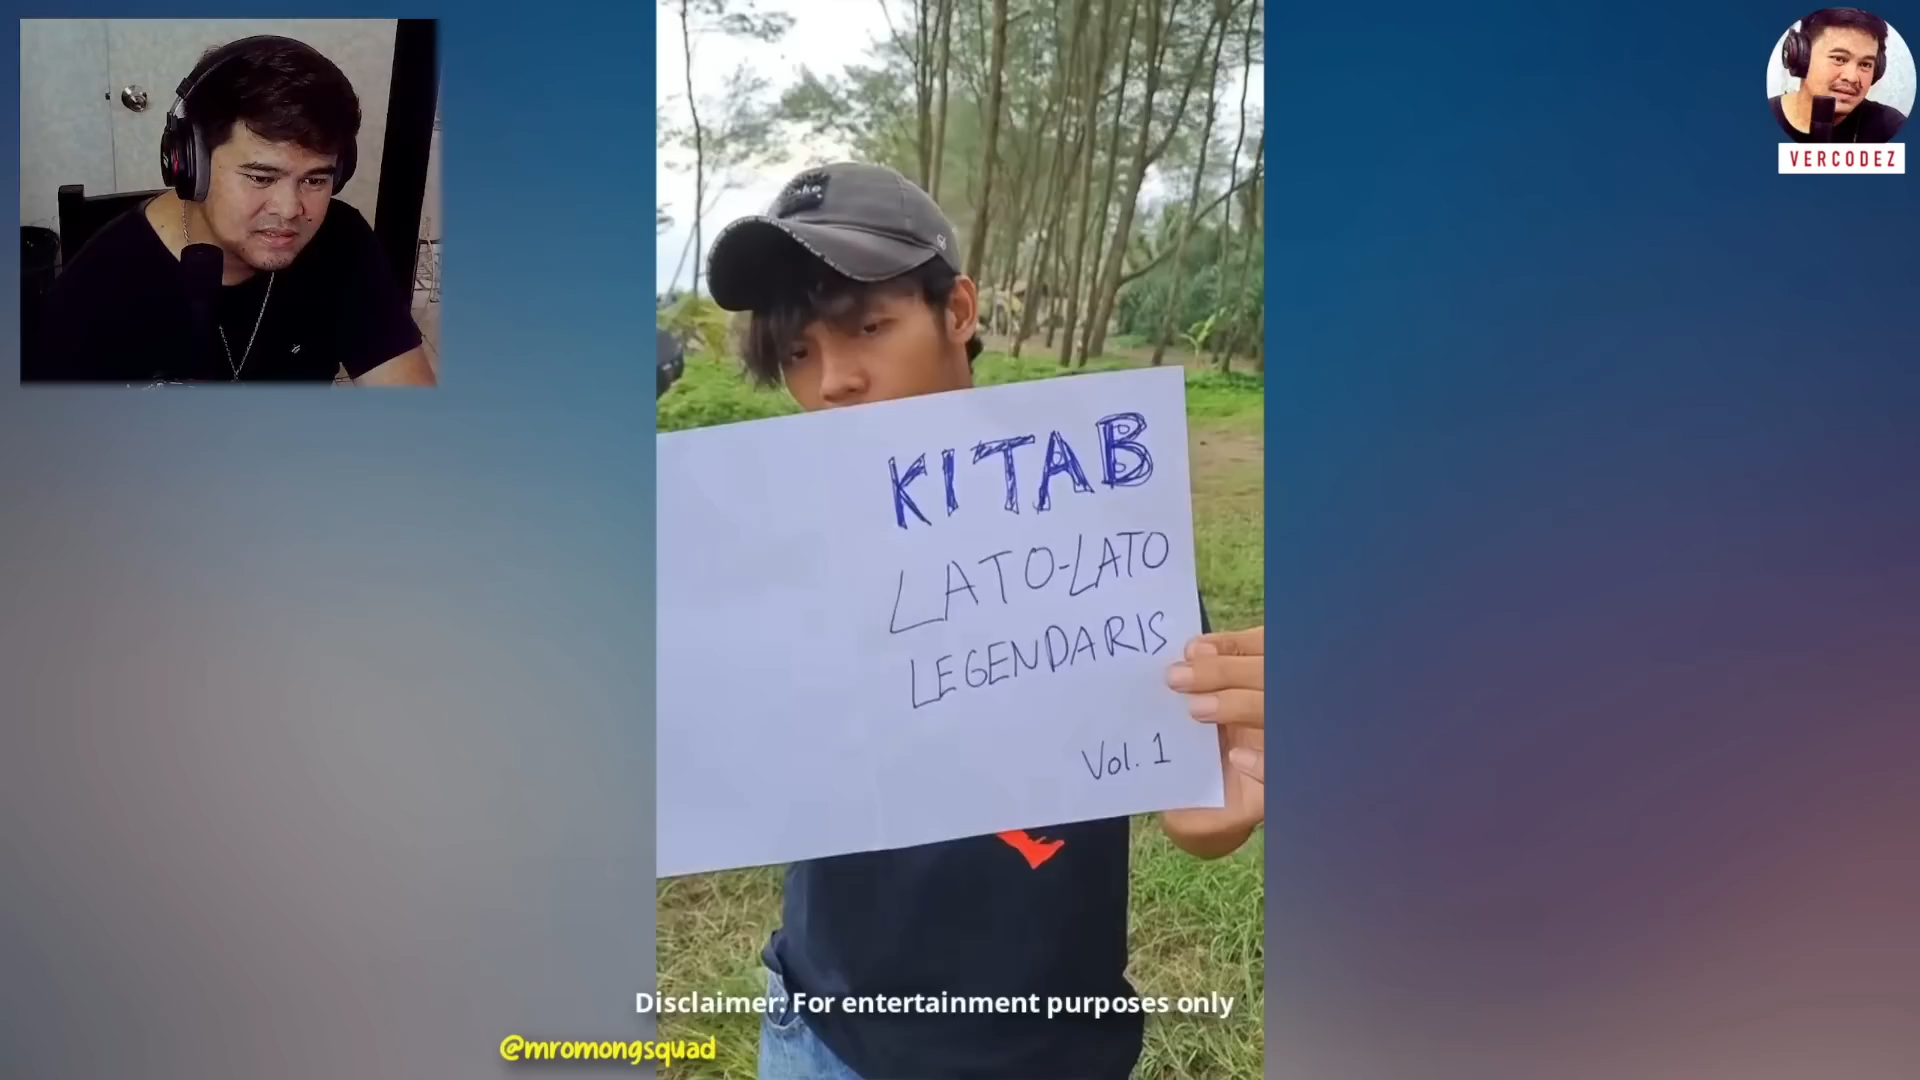 VERCODEZ
KITAB
LATO-LATO
LEGENDARIS
Vol. 1
Disclaimer: For entertainment purposes only
@mromongsquad